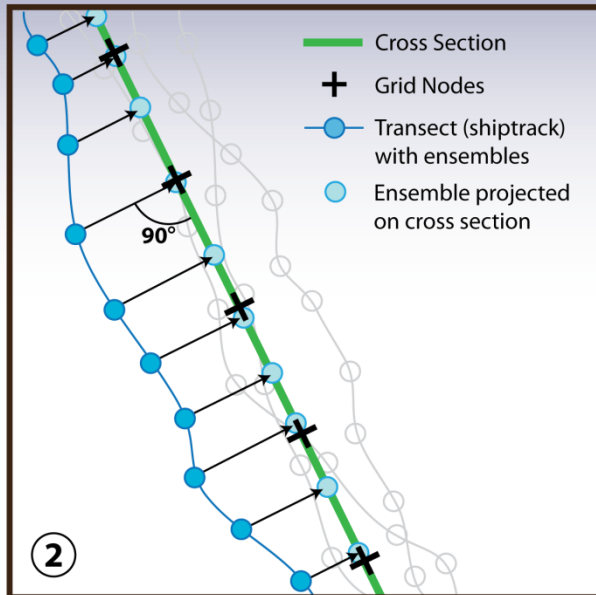 Cross Section
Grid Nodes
Transect (shiptrack)
with ensembles
Ensemble projected
on cross section
90°
2